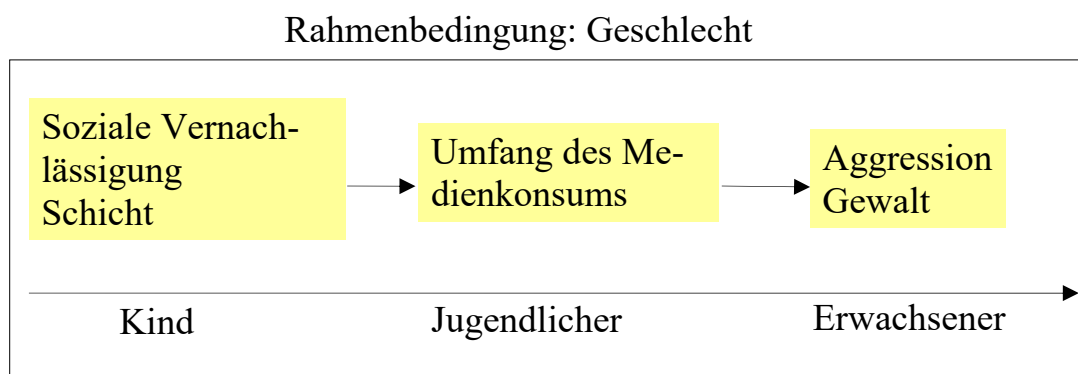 Rahmenbedingung: Geschlecht
Soziale Vernach-
lässigung
Schicht
Umfang des Me-
dienkonsums
Aggression
Gewalt
Kind
Jugendlicher
Erwachsener